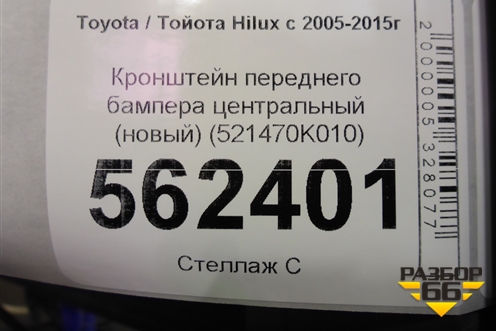 Toyota / Тойота Hilux с 2005-2015г
Кронштейн переднего
бампера центральный
(новый) (521470K010)
562401
Стеллаж С
2000005328077
РАЗБОР
66